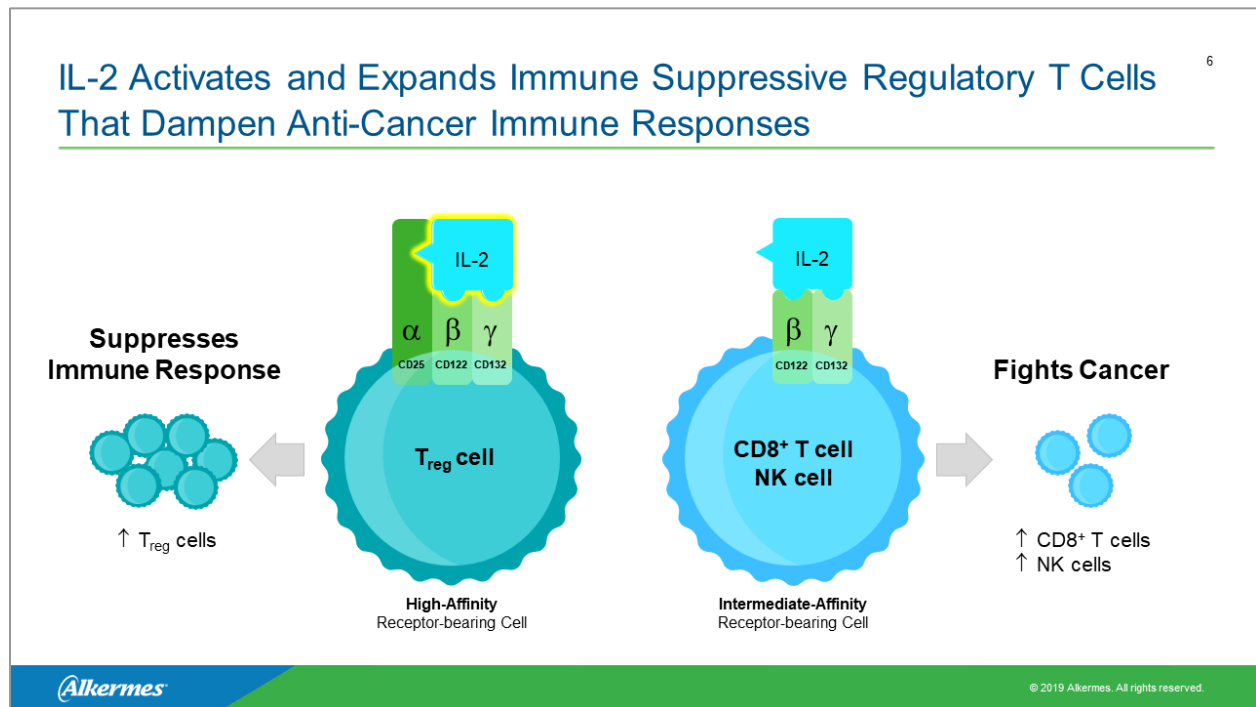 6
IL-2 Activates and Expands Immune Suppressive Regulatory T Cells
That Dampen Anti-Cancer Immune Responses
Suppresses
Immune Response
↑ Treg cells
IL-2
α β γ
CD25 CD122 CD132
Treg cell
High-Affinity
Receptor-bearing Cell
IL-2
β γ
CD122 CD132
CD8⁺ T cell
NK cell
Intermediate-Affinity
Receptor-bearing Cell
Fights Cancer
↑ CD8⁺ T cells
↑ NK cells
Alkermes®
© 2019 Alkermes. All rights reserved.